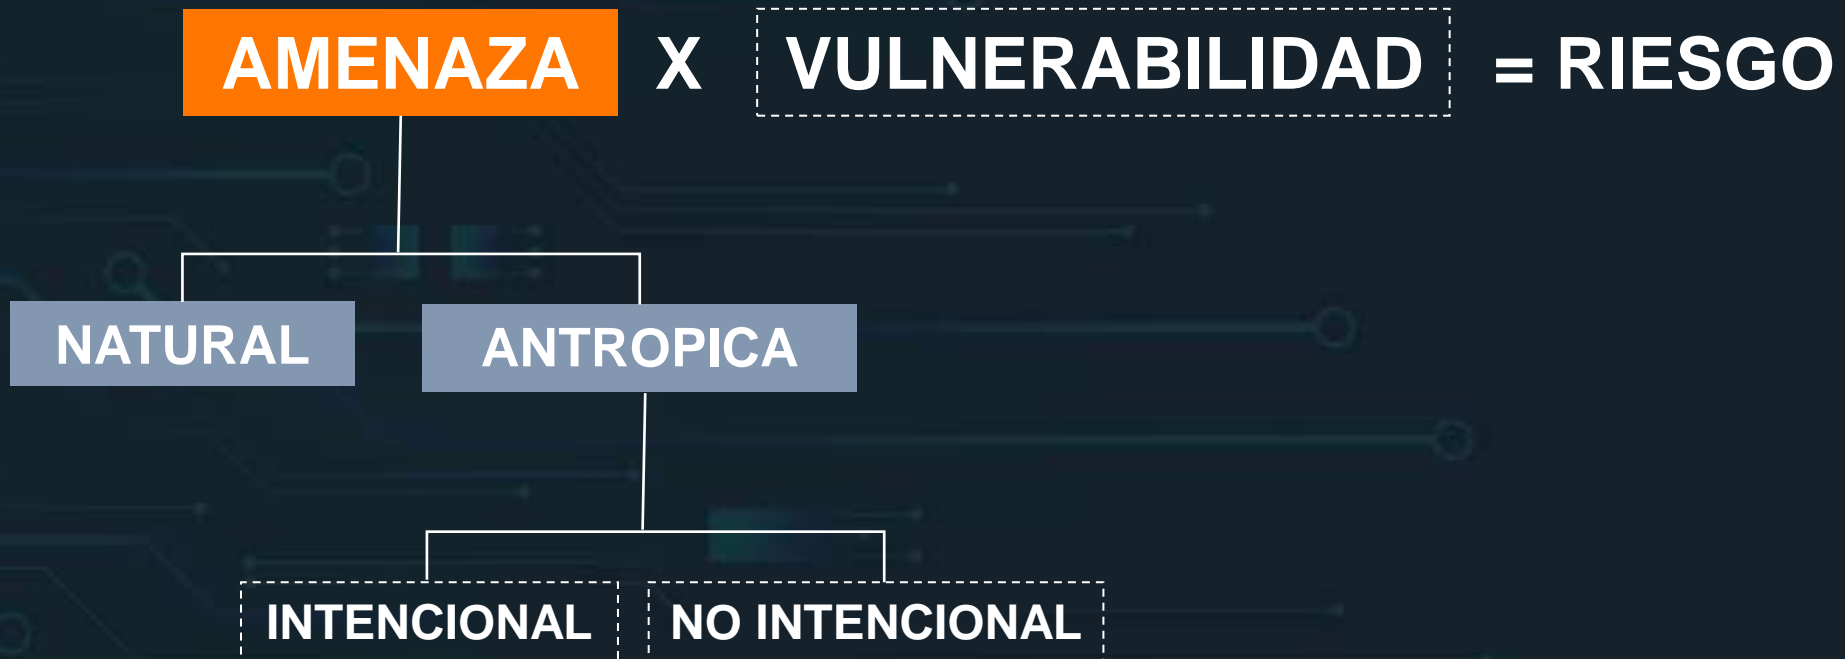 AMENAZA X VULNERABILIDAD = RIESGO
NATURAL ANTROPICA
INTENCIONAL NO INTENCIONAL